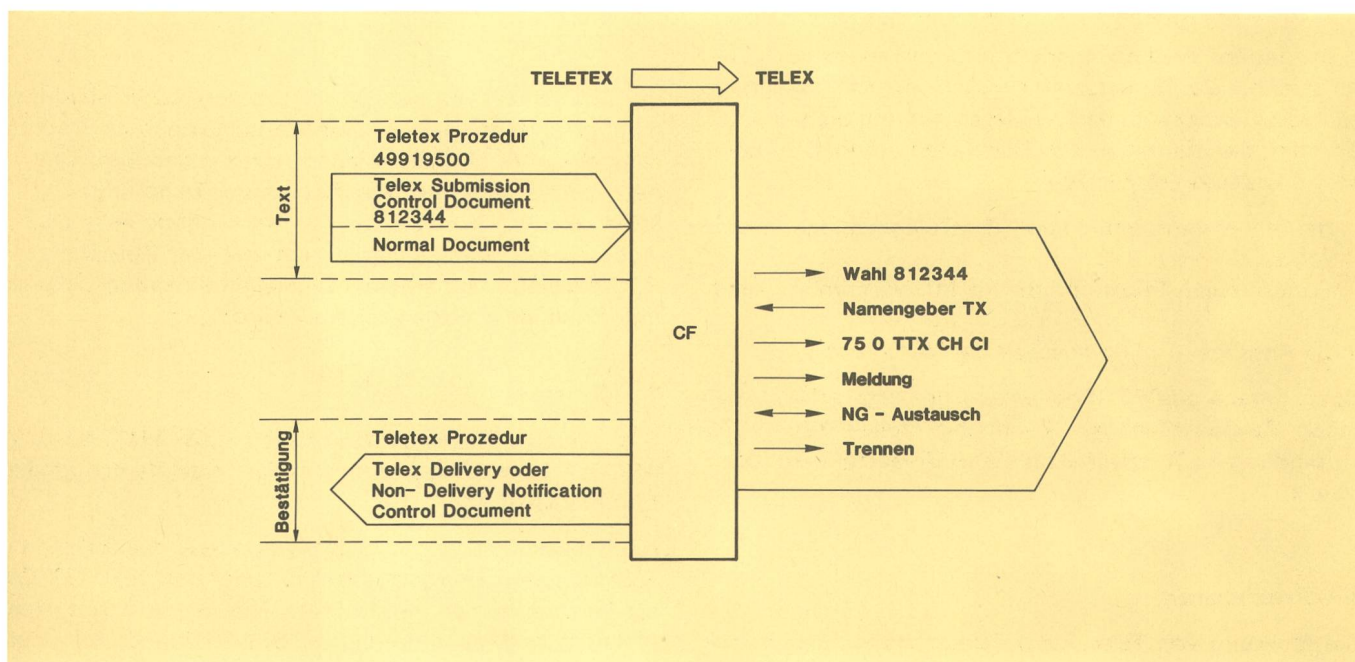 TELETEX TELEX
Text
Teletex Prozedur
49919500
Telex Submission
Control Document
812344
Normal Document
CF
Wahl 812344
Namengeber TX
75 0 TTX CH CI
Meldung
NG - Austausch
Trennen
Bestätigung
Teletex Prozedur
Telex Delivery oder
Non- Delivery Notification
Control Document